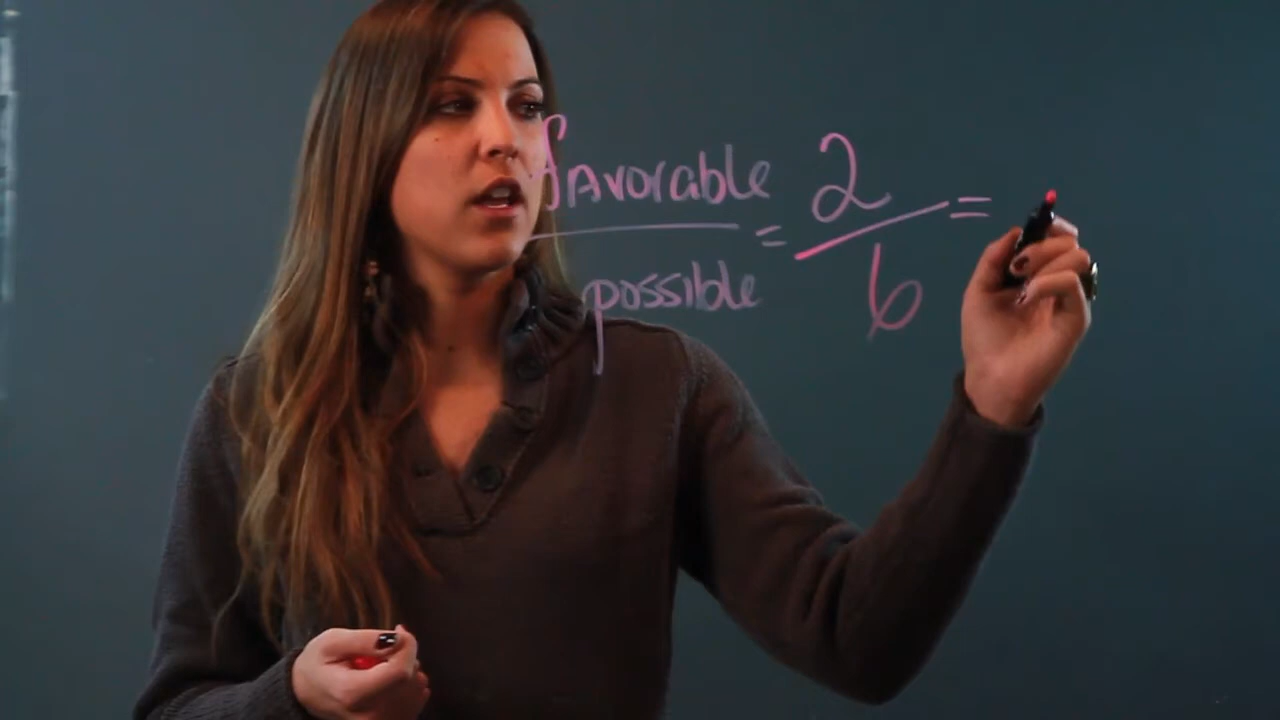 favorable = 2/6 =
possible